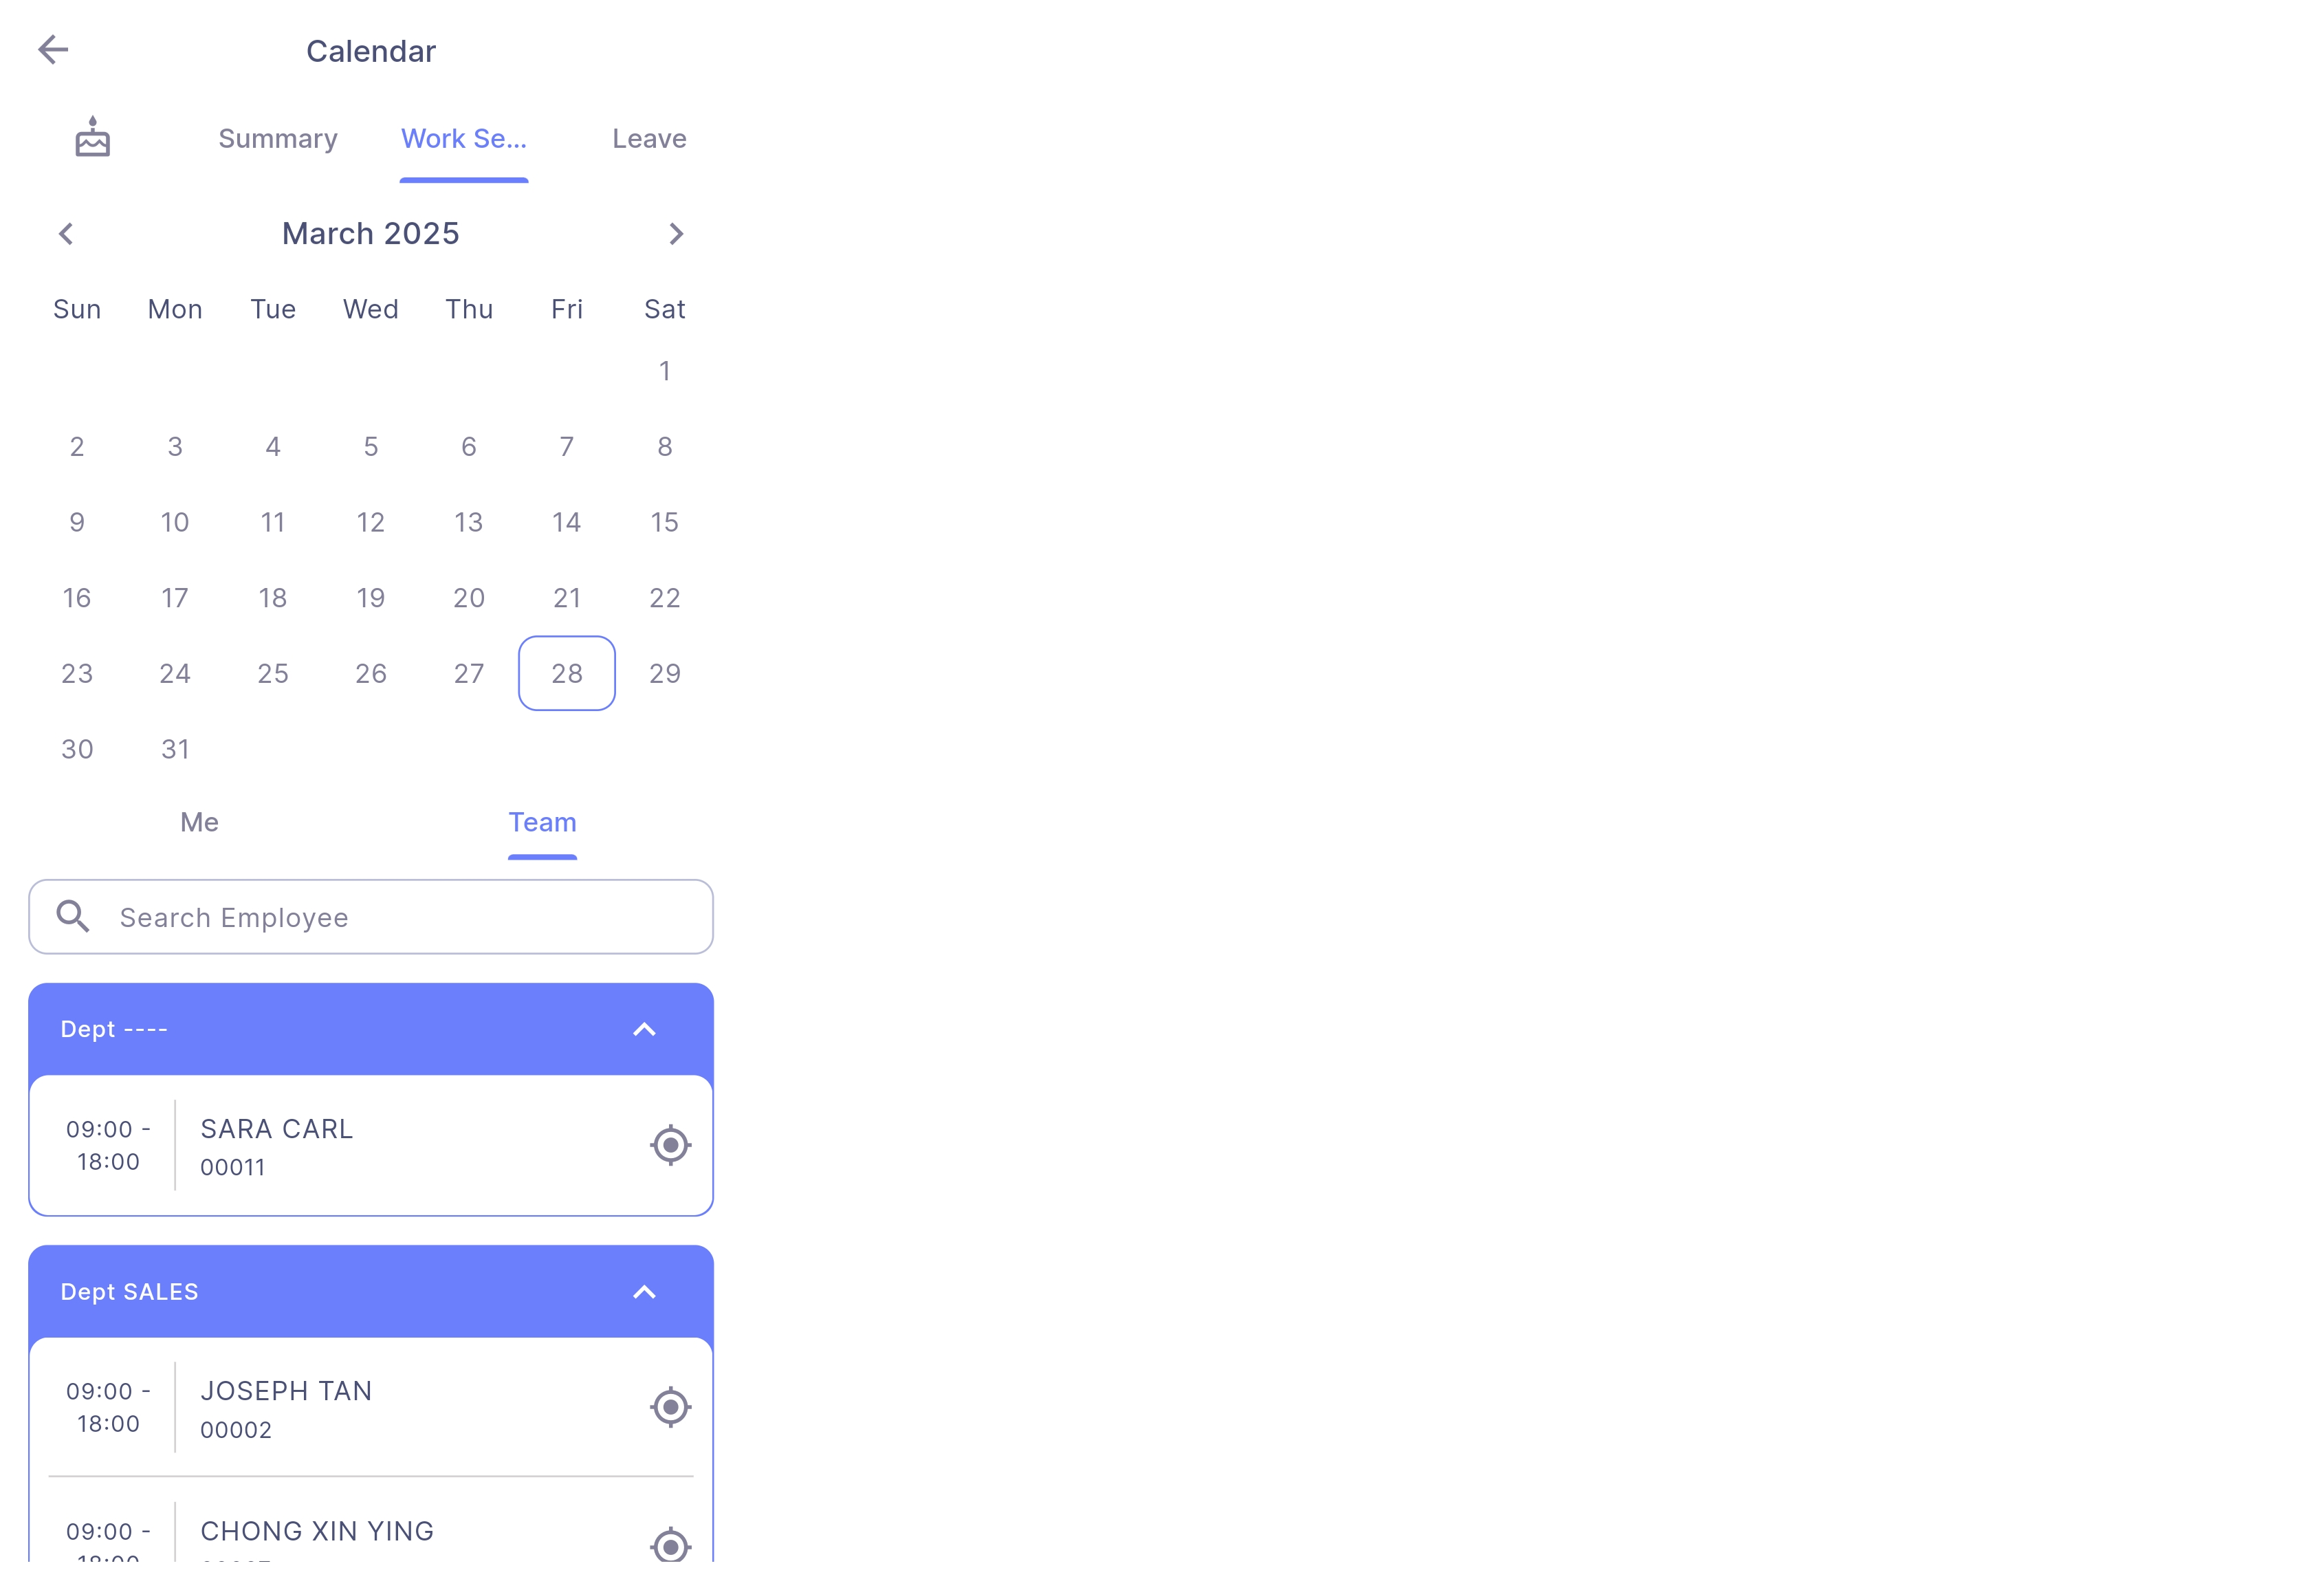 Calendar
Summary Work Se... Leave
March 2025
Sun Mon Tue Wed Thu Fri Sat
1
2 3 4 5 6 7 8
9 10 11 12 13 14 15
16 17 18 19 20 21 22
23 24 25 26 27 28 29
30 31
Me Team
Search Employee
Dept ----
09:00 -
18:00
SARA CARL
00011
Dept SALES
09:00 -
18:00
JOSEPH TAN
00002
09:00 -
18:00
CHONG XIN YING